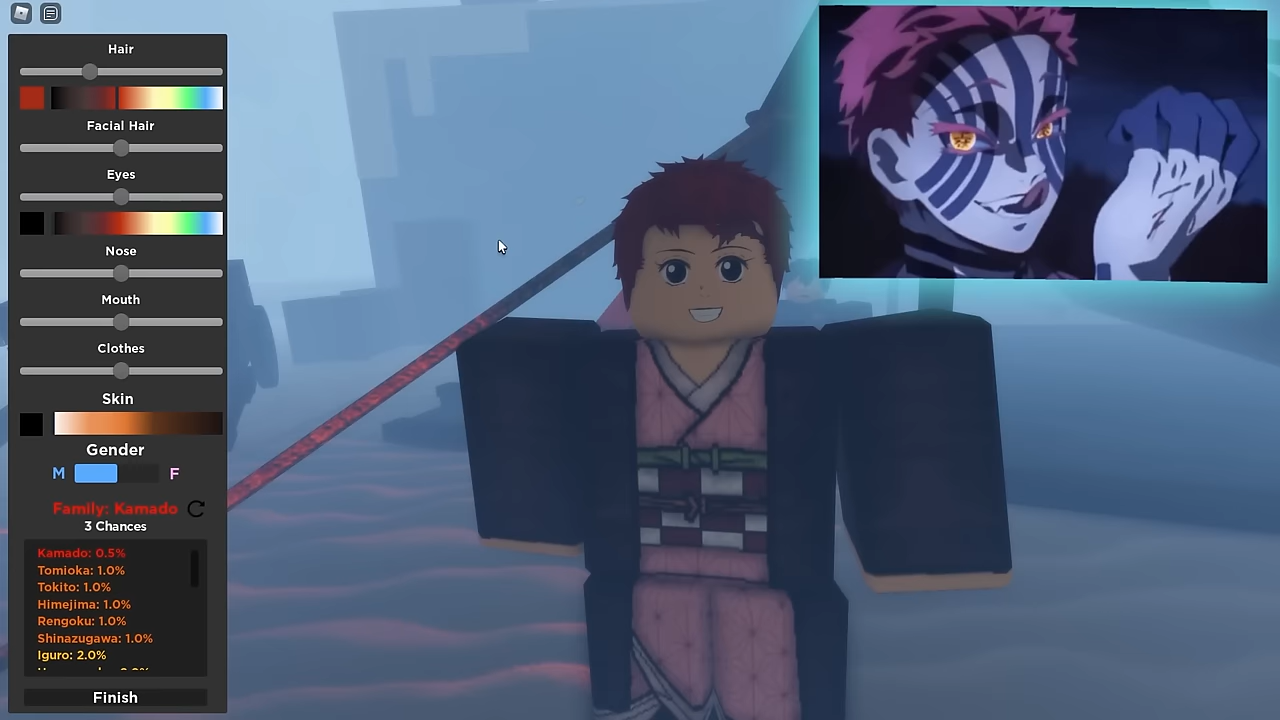 Hair
Facial Hair
Eyes
Nose
Mouth
Clothes
Skin
Gender
M F
Family: Kamado
3 Chances
Kamado: 0.5%
Tomioka: 1.0%
Tokito: 1.0%
Himejima: 1.0%
Rengoku: 1.0%
Shinazugawa: 1.0%
Iguro: 2.0%
Finish